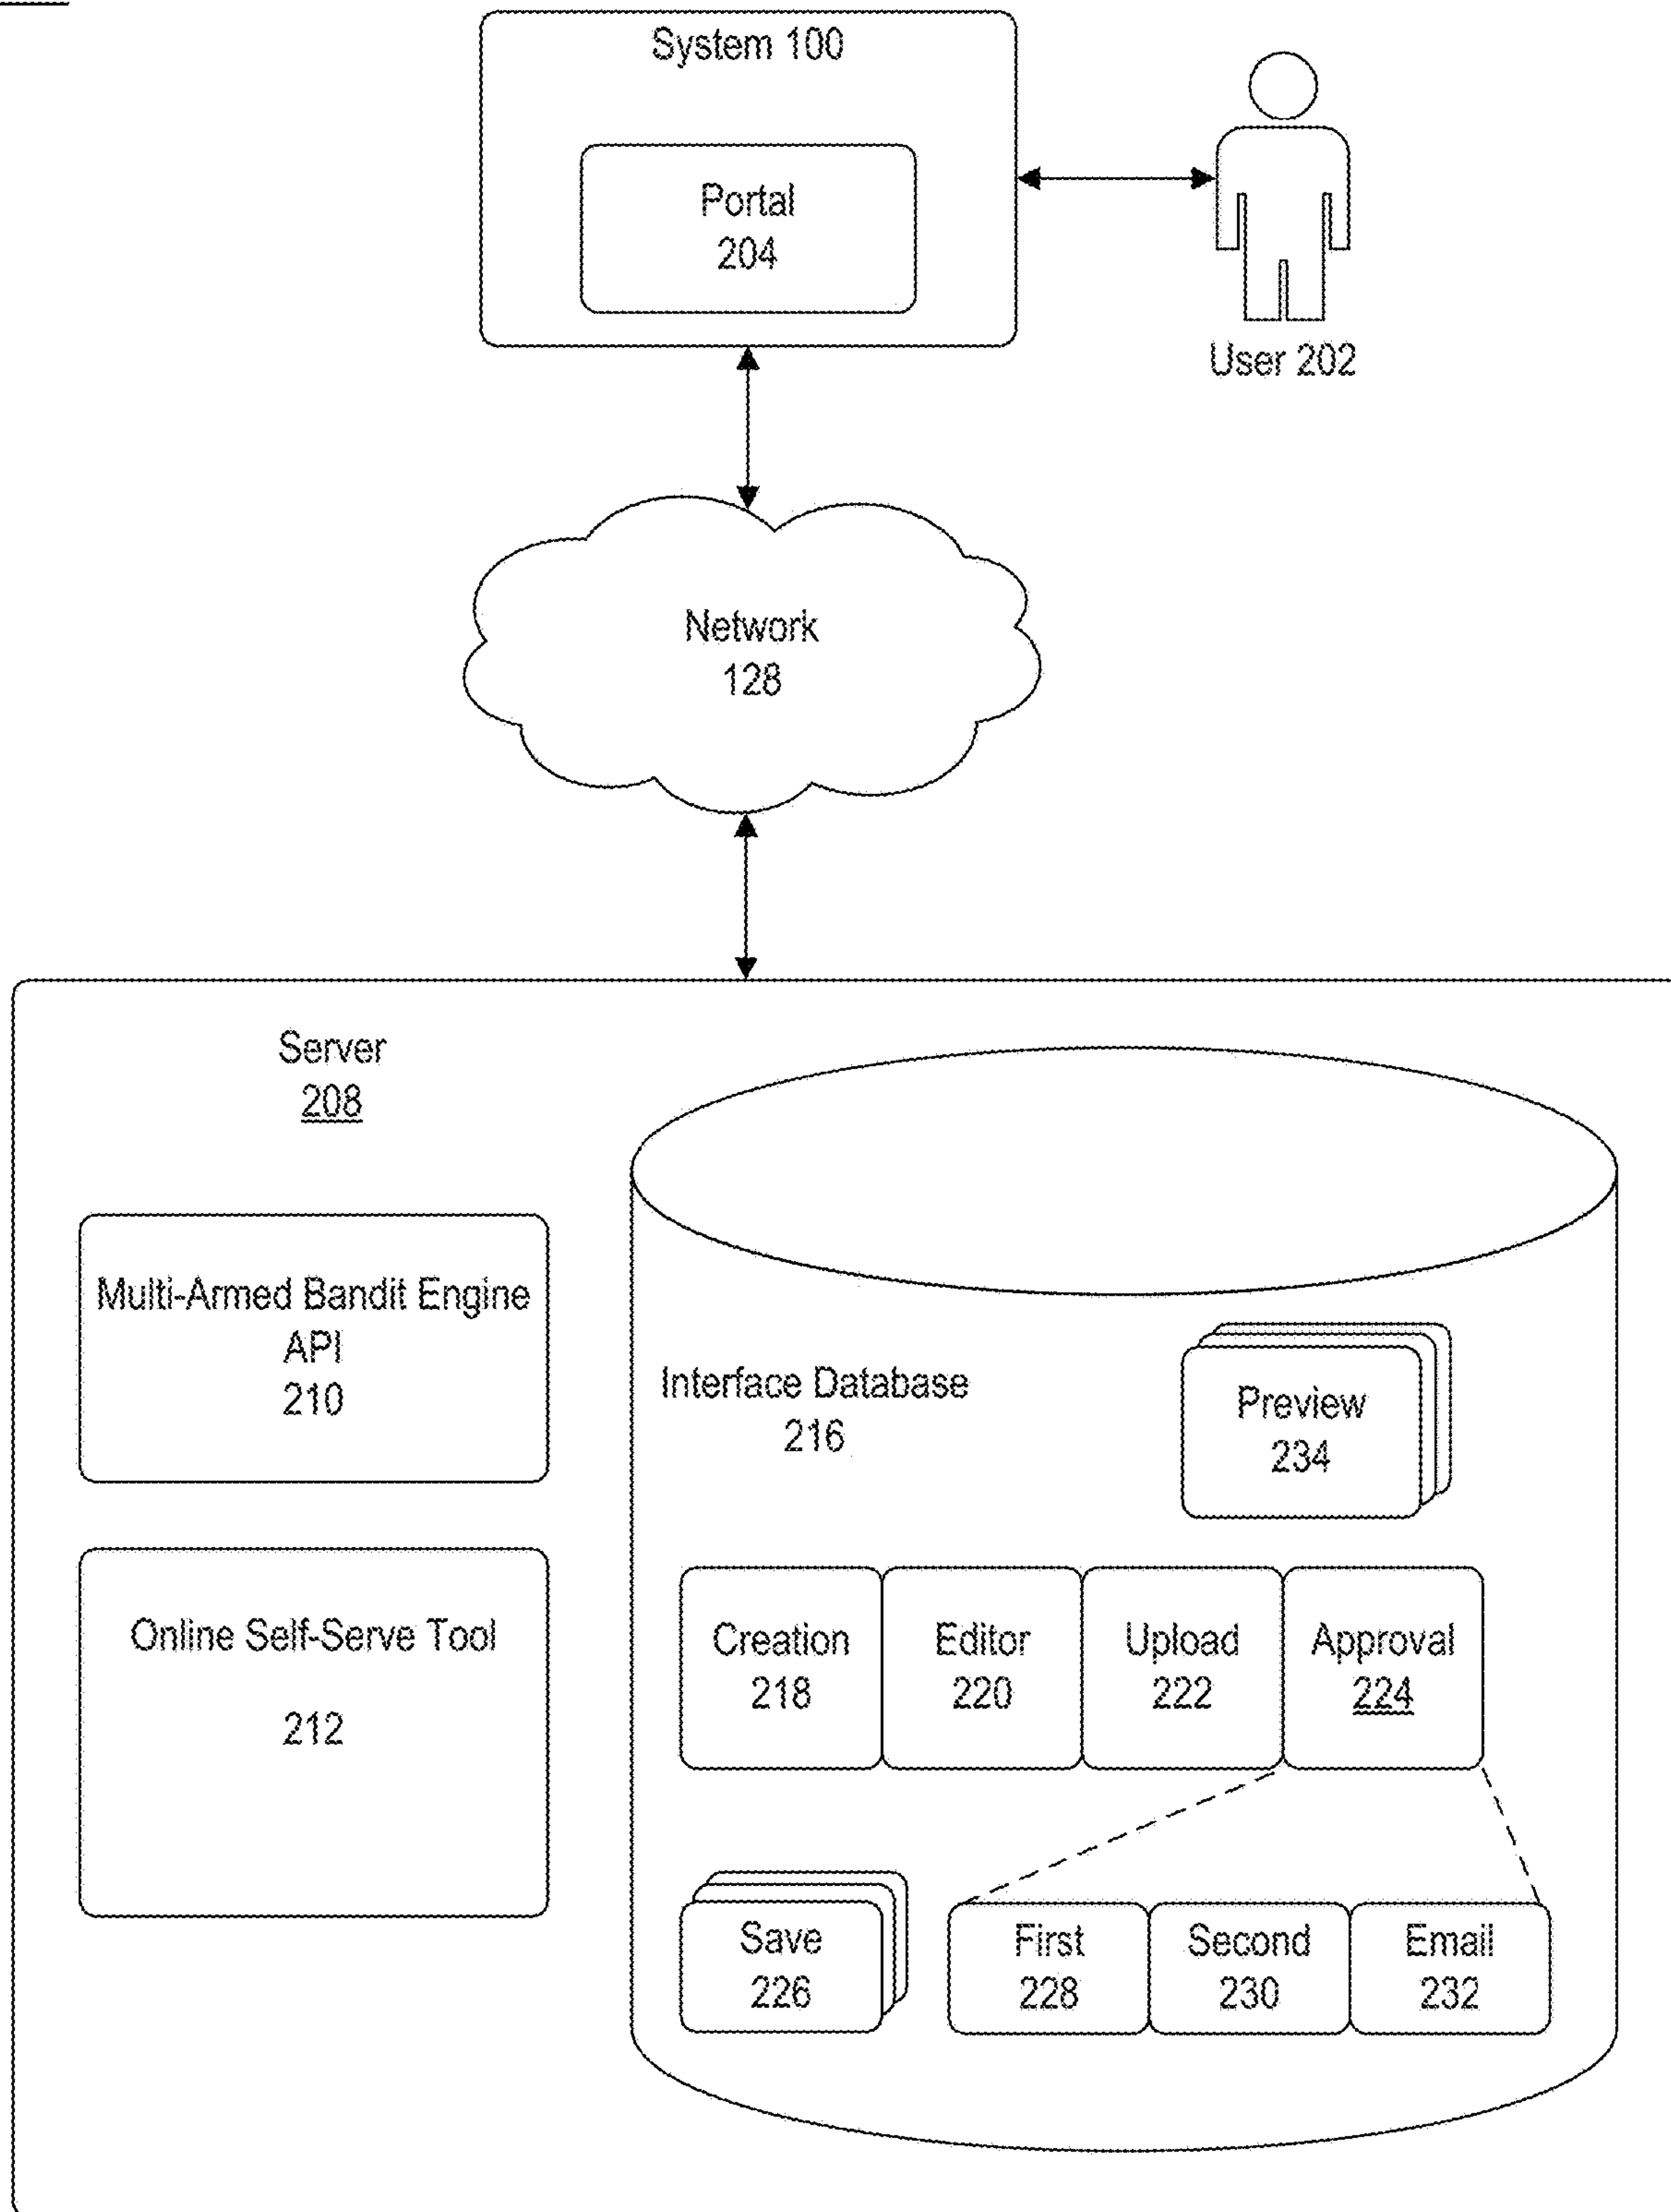 System 100
Portal
204
User 202
Network
128
Server
208
Multi-Armed Bandit Engine
API
210
Online Self-Serve Tool
212
Interface Database
216
Preview
234
Creation
218
Editor
220
Upload
222
Approval
224
Save
226
First
228
Second
230
Email
232